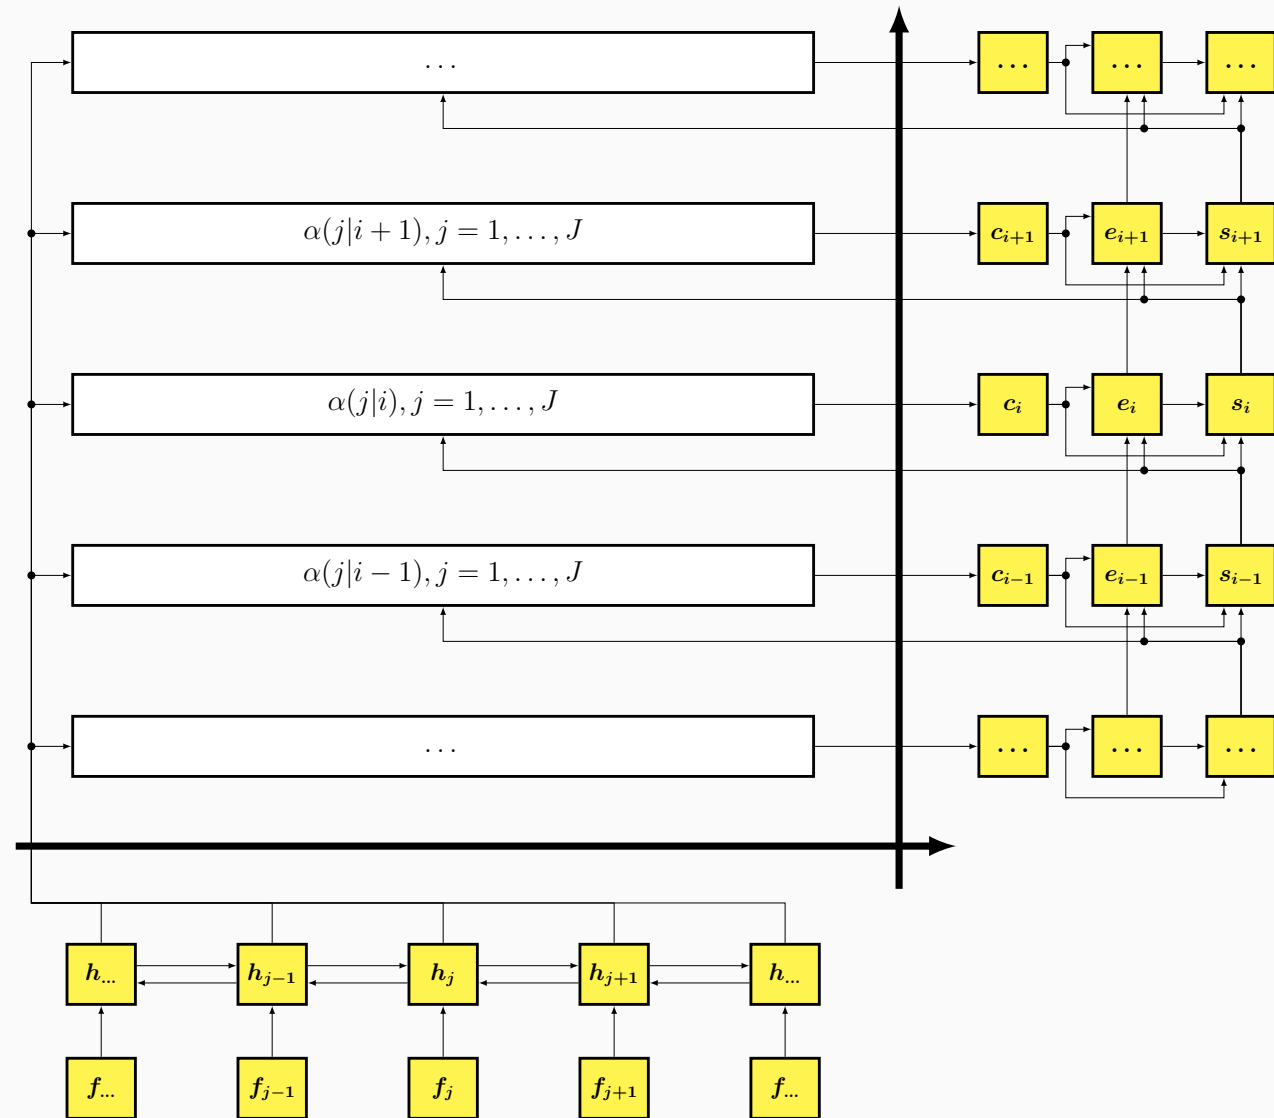 ... ... ... ...
α(j|i + 1), j = 1, ..., J c_{i+1} e_{i+1} s_{i+1}
α(j|i), j = 1, ..., J c_i e_i s_i
α(j|i − 1), j = 1, ..., J c_{i−1} e_{i−1} s_{i−1}
... ... ... ...
h_{...} h_{j−1} h_j h_{j+1} h_{...}
f_{...} f_{j−1} f_j f_{j+1} f_{...}